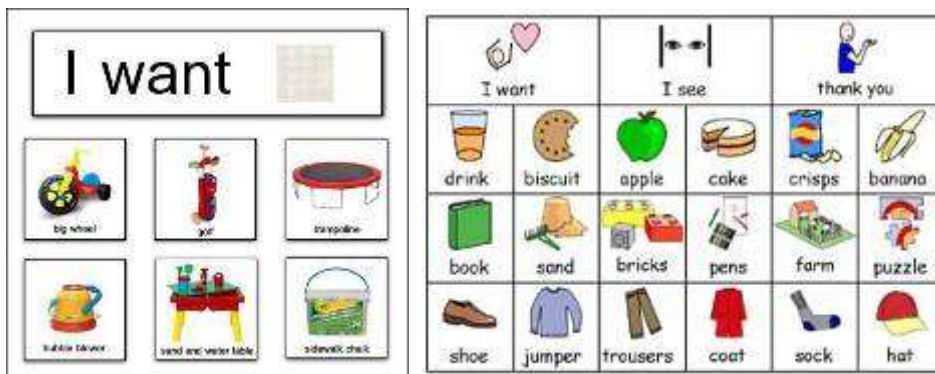 I want
big wheel golf trampoline
bubble blower sand and water table sidewalk chalk
I want I see thank you
drink biscuit apple cake crisps banana
book sand bricks pens farm puzzle
shoe jumper trousers coat sock hat